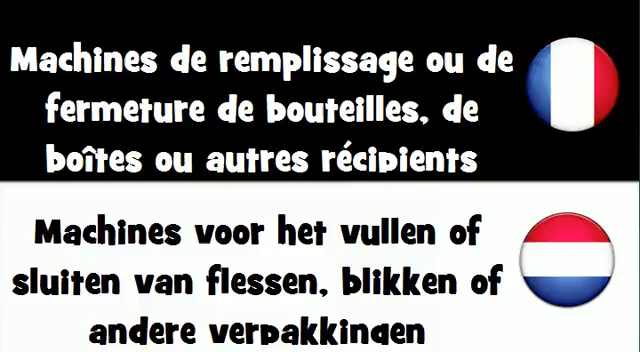 Machines de remplissage ou de
fermeture de bouteilles, de
boîtes ou autres récipients
Machines voor het vullen of
sluiten van flessen, blikken of
andere verpakkingen